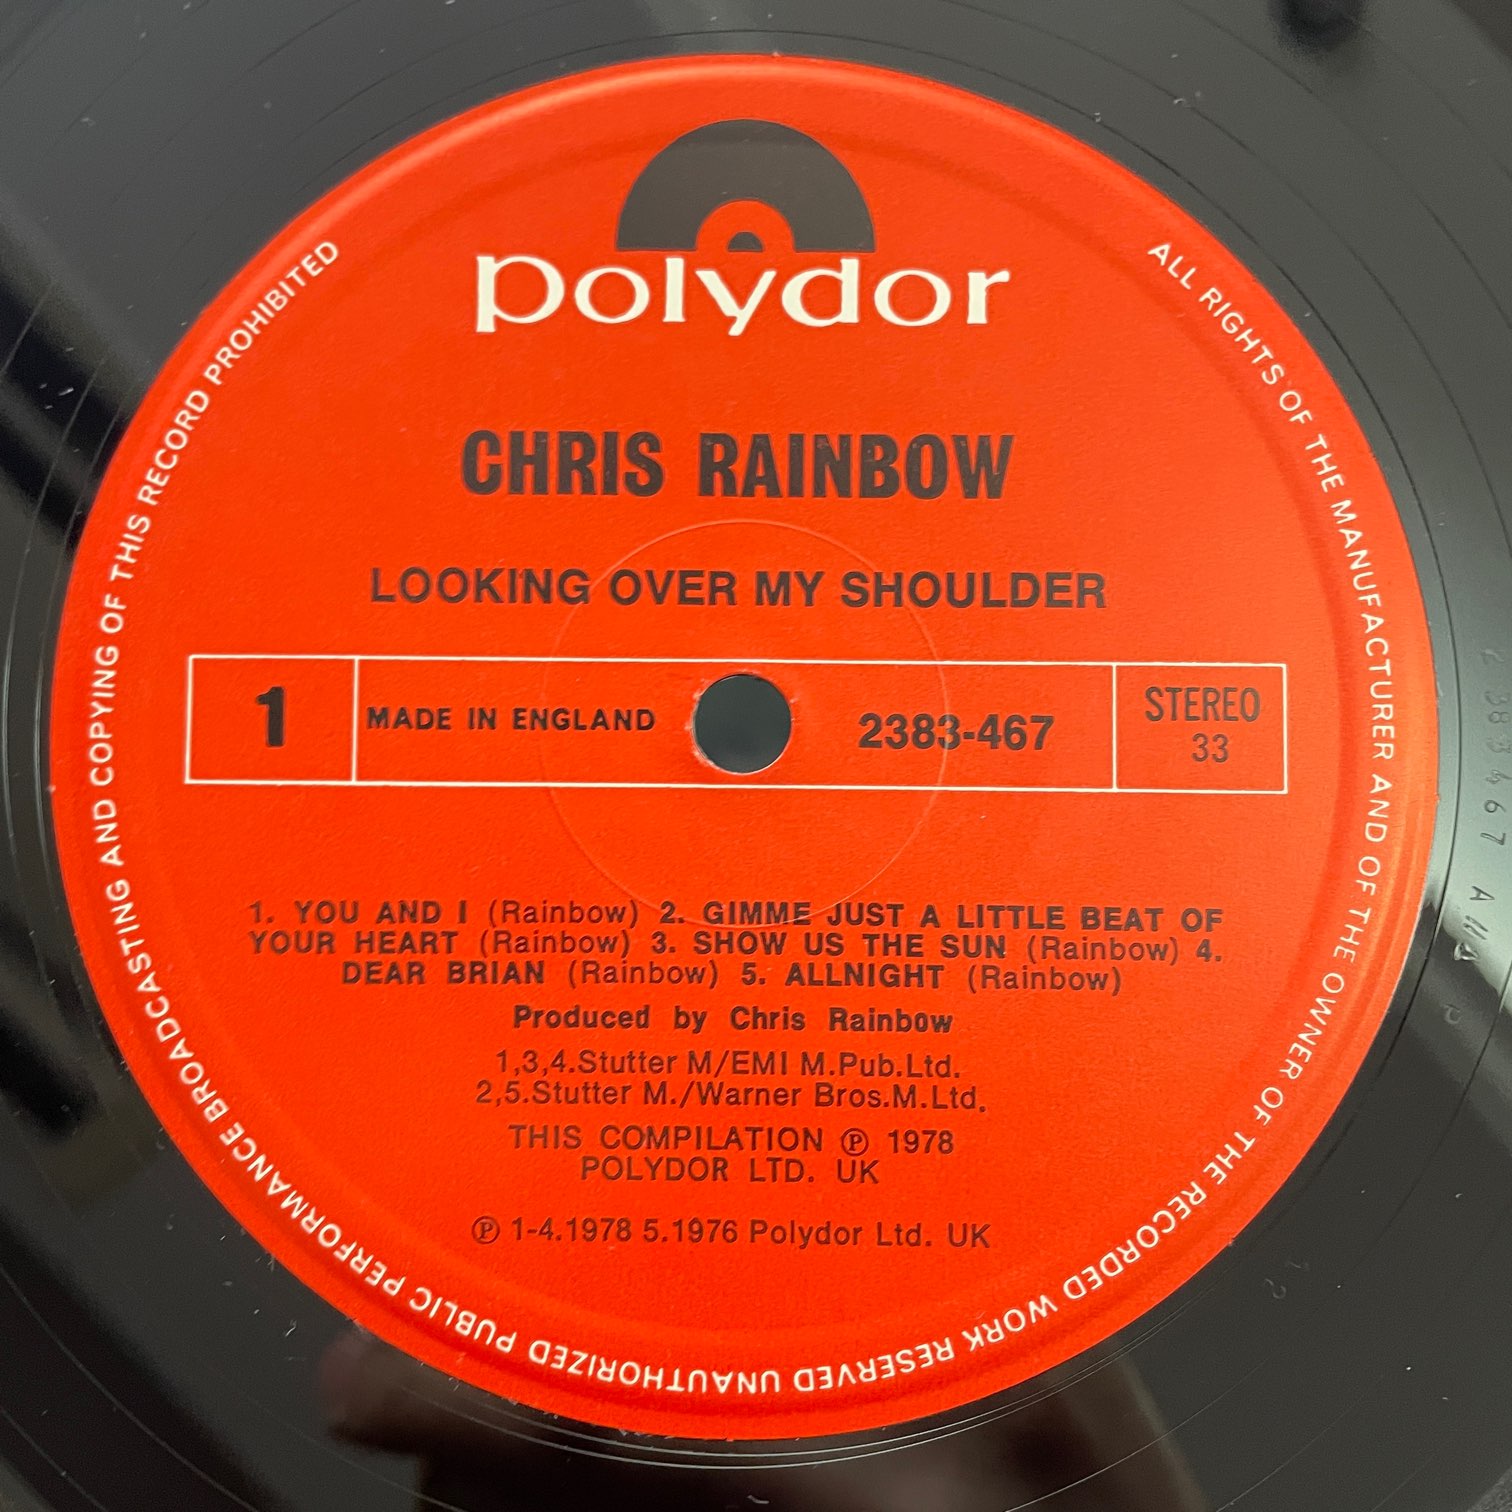 polydor
CHRIS RAINBOW
LOOKING OVER MY SHOULDER
1
MADE IN ENGLAND
2383-467
STEREO
33
1. YOU AND I (Rainbow) 2. GIMME JUST A LITTLE BEAT OF
YOUR HEART (Rainbow) 3. SHOW US THE SUN (Rainbow) 4.
DEAR BRIAN (Rainbow) 5. ALLNIGHT (Rainbow)
Produced by Chris Rainbow
1,3,4.Stutter M/EMI M.Pub.Ltd.
2,5.Stutter M./Warner Bros.M.Ltd.
THIS COMPILATION ℗ 1978
POLYDOR LTD. UK
℗ 1-4.1978 5.1976 Polydor Ltd. UK
ALL RIGHTS OF THE MANUFACTURER AND OF THE OWNER OF THE RECORDED WORK RESERVED UNAUTHORIZED PUBLIC PERFORMANCE BROADCASTING AND COPYING OF THIS RECORD PROHIBITED
2383467 A